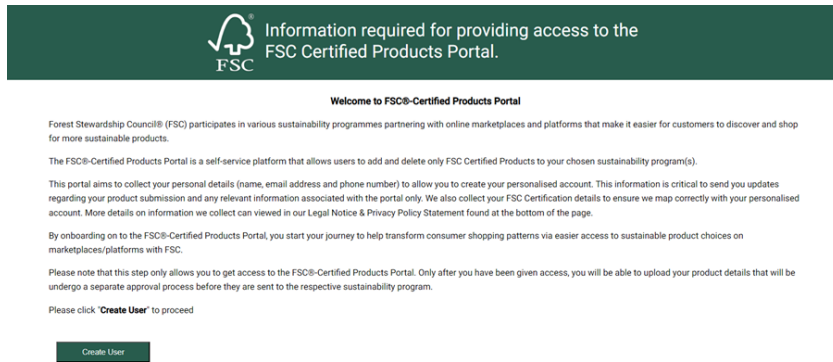 Information required for providing access to the
FSC Certified Products Portal.
FSC
Welcome to FSC®-Certified Products Portal
Forest Stewardship Council® (FSC) participates in various sustainability programmes partnering with online marketplaces and platforms that make it easier for customers to discover and shop
for more sustainable products.
The FSC®-Certified Products Portal is a self-service platform that allows users to add and delete only FSC Certified Products to your chosen sustainability program(s).
This portal aims to collect your personal details (name, email address and phone number) to allow you to create your personalised account. This information is critical to send you updates
regarding your product submission and any relevant information associated with the portal only. We also collect your FSC Certification details to ensure we map correctly with your personalised
account. More details on information we collect can viewed in our Legal Notice & Privacy Policy Statement found at the bottom of the page.
By onboarding on to the FSC®-Certified Products Portal, you start your journey to help transform consumer shopping patterns via easier access to sustainable product choices on
marketplaces/platforms with FSC.
Please note that this step only allows you to get access to the FSC®-Certified Products Portal. Only after you have been given access, you will be able to upload your product details that will be
undergo a separate approval process before they are sent to the respective sustainability program.
Please click "Create User" to proceed
Create User